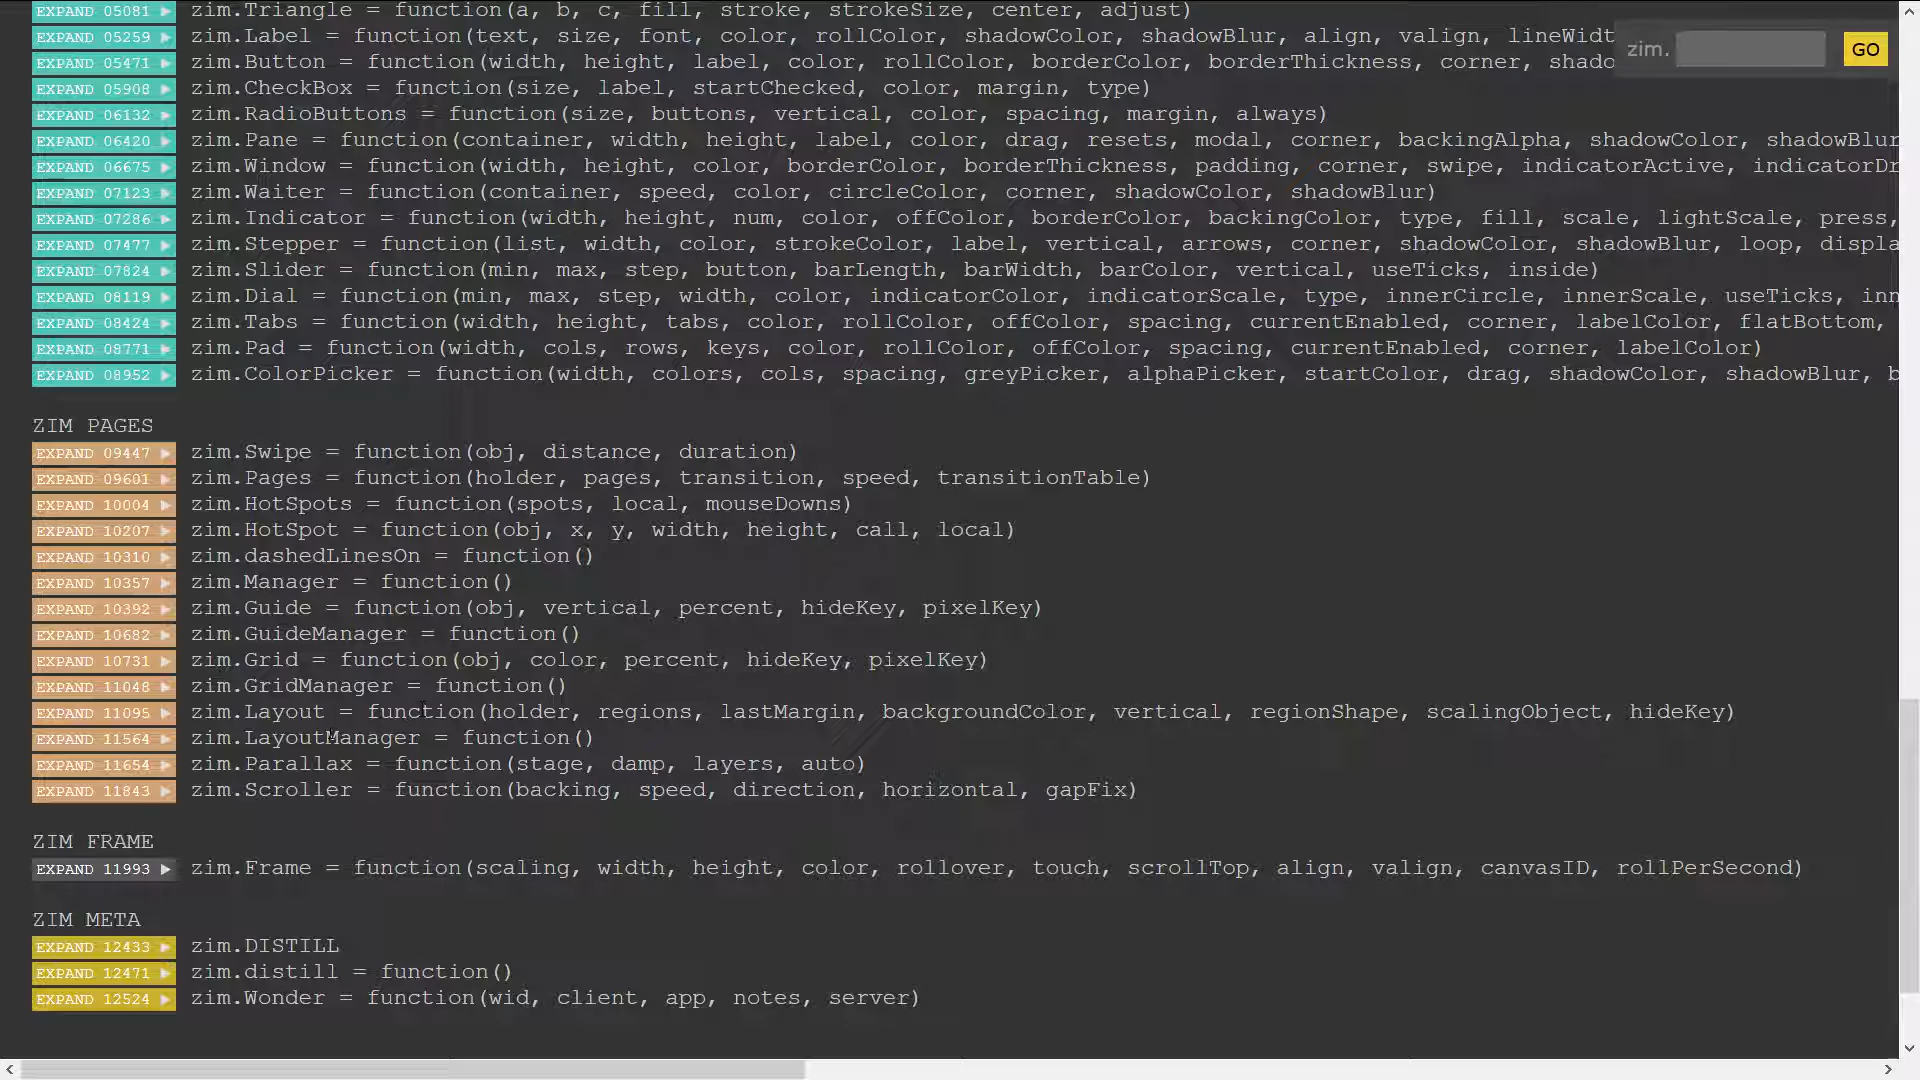 EXPAND 05081 zim.Triangle = function(a, b, c, fill, stroke, strokeSize, center, adjust)
EXPAND 05259 zim.Label = function(text, size, font, color, rollColor, shadowColor, shadowBlur, align, valign, lineWidt
zim. GO
EXPAND 05471 zim.Button = function(width, height, label, color, rollColor, borderColor, borderThickness, corner, shado
EXPAND 05908 zim.CheckBox = function(size, label, startChecked, color, margin, type)
EXPAND 06132 zim.RadioButtons = function(size, buttons, vertical, color, spacing, margin, always)
EXPAND 06420 zim.Pane = function(container, width, height, label, color, drag, resets, modal, corner, backingAlpha, shadowColor, shadowBlur
EXPAND 06675 zim.Window = function(width, height, color, borderColor, borderThickness, padding, corner, swipe, indicatorActive, indicatorDr
EXPAND 07123 zim.Waiter = function(container, speed, color, circleColor, corner, shadowColor, shadowBlur)
EXPAND 07286 zim.Indicator = function(width, height, num, color, offColor, borderColor, backingColor, type, fill, scale, lightScale, press,
EXPAND 07477 zim.Stepper = function(list, width, color, strokeColor, label, vertical, arrows, corner, shadowColor, shadowBlur, loop, displa
EXPAND 07824 zim.Slider = function(min, max, step, button, barLength, barWidth, barColor, vertical, useTicks, inside)
EXPAND 08119 zim.Dial = function(min, max, step, width, color, indicatorColor, indicatorScale, type, innerCircle, innerScale, useTicks, inn
EXPAND 08424 zim.Tabs = function(width, height, tabs, color, rollColor, offColor, spacing, currentEnabled, corner, labelColor, flatBottom,
EXPAND 08771 zim.Pad = function(width, cols, rows, keys, color, rollColor, offColor, spacing, currentEnabled, corner, labelColor)
EXPAND 08952 zim.ColorPicker = function(width, colors, cols, spacing, greyPicker, alphaPicker, startColor, drag, shadowColor, shadowBlur, b
ZIM PAGES
EXPAND 09447 zim.Swipe = function(obj, distance, duration)
EXPAND 09601 zim.Pages = function(holder, pages, transition, speed, transitionTable)
EXPAND 10004 zim.HotSpots = function(spots, local, mouseDowns)
EXPAND 10207 zim.HotSpot = function(obj, x, y, width, height, call, local)
EXPAND 10310 zim.dashedLinesOn = function()
EXPAND 10357 zim.Manager = function()
EXPAND 10392 zim.Guide = function(obj, vertical, percent, hideKey, pixelKey)
EXPAND 10682 zim.GuideManager = function()
EXPAND 10731 zim.Grid = function(obj, color, percent, hideKey, pixelKey)
EXPAND 11048 zim.GridManager = function()
EXPAND 11095 zim.Layout = function(holder, regions, lastMargin, backgroundColor, vertical, regionShape, scalingObject, hideKey)
EXPAND 11564 zim.LayoutManager = function()
EXPAND 11654 zim.Parallax = function(stage, damp, layers, auto)
EXPAND 11843 zim.Scroller = function(backing, speed, direction, horizontal, gapFix)
ZIM FRAME
EXPAND 11993 zim.Frame = function(scaling, width, height, color, rollover, touch, scrollTop, align, valign, canvasID, rollPerSecond)
ZIM META
EXPAND 12433 zim.DISTILL
EXPAND 12471 zim.distill = function()
EXPAND 12524 zim.Wonder = function(wid, client, app, notes, server)